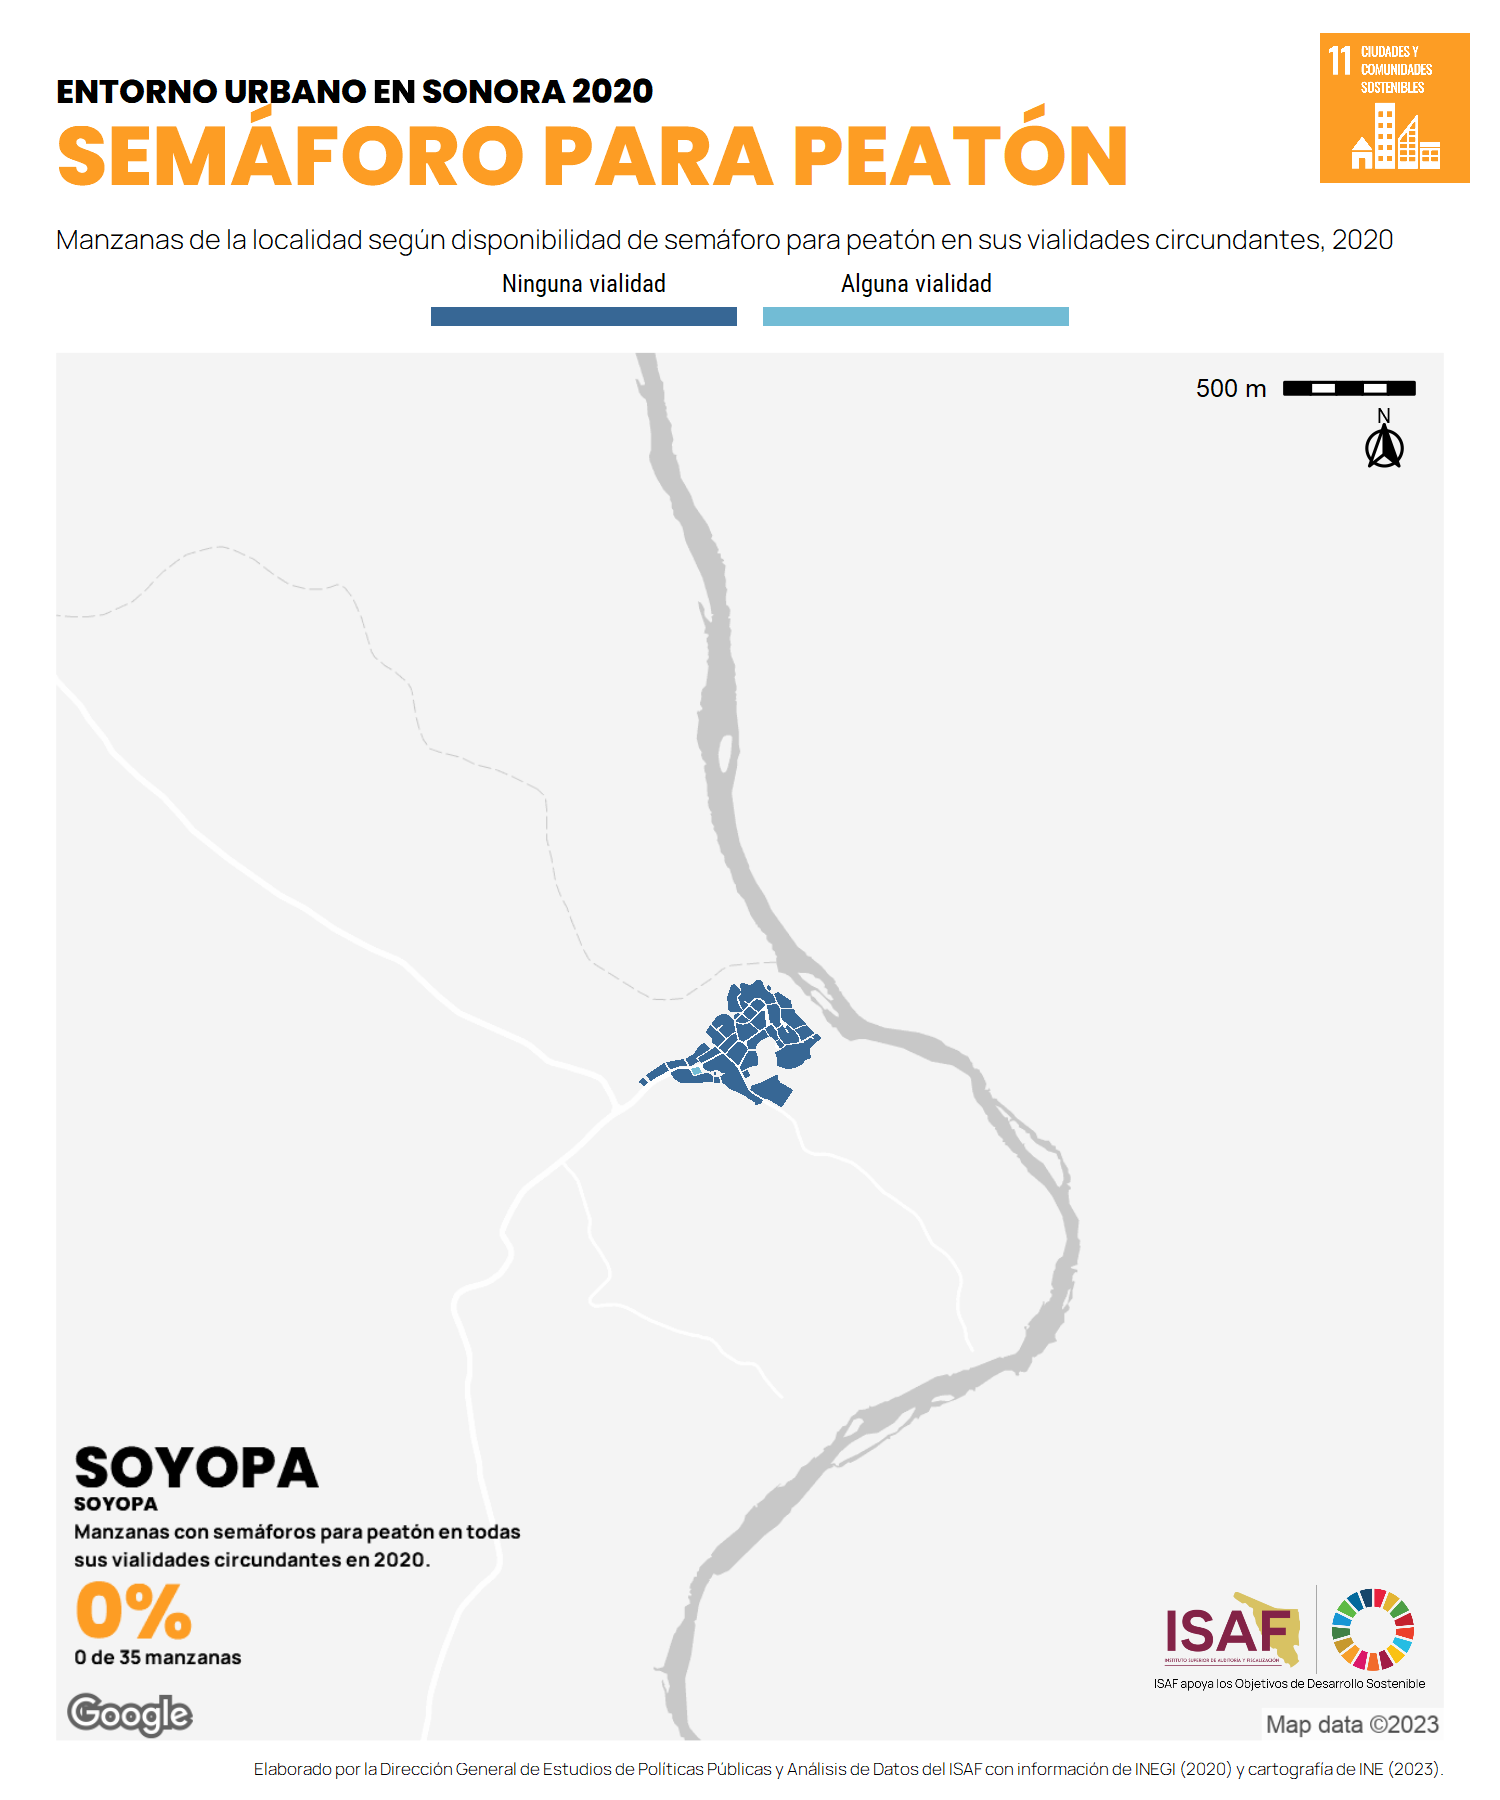 ENTORNO URBANO EN SONORA 2020
SEMÁFORO PARA PEATÓN
11 CIUDADES Y
COMUNIDADES
SOSTENIBLES
Manzanas de la localidad según disponibilidad de semáforo para peatón en sus vialidades circundantes, 2020
Ninguna vialidad
Alguna vialidad
500 m
N
SOYOPA
SOYOPA
Manzanas con semáforos para peatón en todas
sus vialidades circundantes en 2020.
0%
0 de 35 manzanas
ISAF
INSTITUTO SUPERIOR DE AUDITORÍA Y FISCALIZACIÓN
ISAF apoya los Objetivos de Desarrollo Sostenible
Google
Map data ©2023
Elaborado por la Dirección General de Estudios de Políticas Públicas y Análisis de Datos del ISAF con información de INEGI (2020) y cartografía de INE (2023).